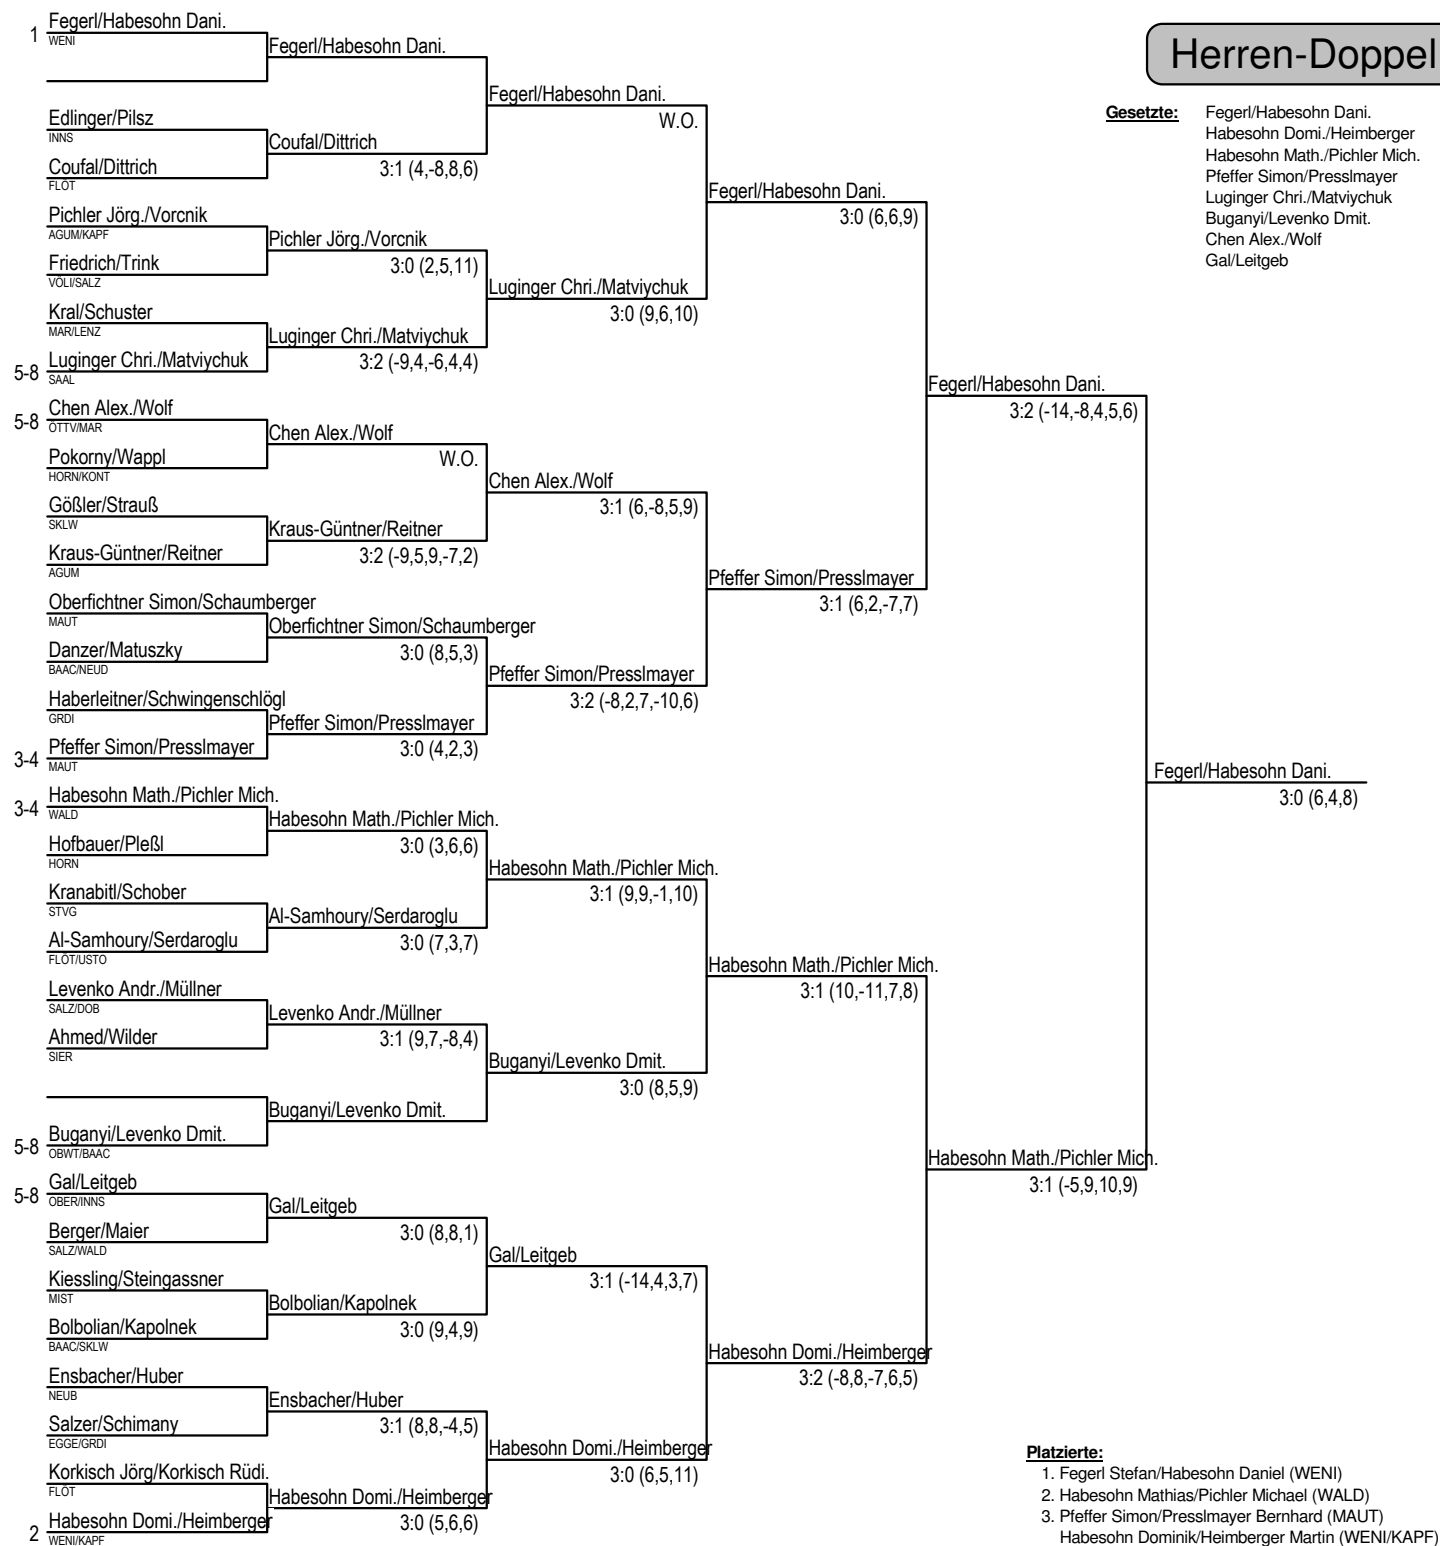 Herren-Doppel
Gesetzte: Fegerl/Habesohn Dani.
Habesohn Domi./Heimberger
Habesohn Math./Pichler Mich.
Pfeffer Simon/Presslmayer
Luginger Chri./Matviychuk
Buganyi/Levenko Dmit.
Chen Alex./Wolf
Gal/Leitgeb
1 Fegerl/Habesohn Dani.
WENI
Edlinger/Pilsz
INNS
Coufal/Dittrich
FLÖT
Pichler Jörg./Vorcnik
AGUM/KAPF
Friedrich/Trink
VÖLI/SALZ
Kral/Schuster
MAR/LENZ
5-8 Luginger Chri./Matviychuk
SAAL
5-8 Chen Alex./Wolf
ÖTTV/MAR
Pokorny/Wappl
HORN/KONT
Gößler/Strauß
SKLW
Kraus-Güntner/Reitner
AGUM
Oberfichtner Simon/Schaumberger
MAUT
Danzer/Matuszky
BAAC/NEUD
Haberleitner/Schwingenschlögl
GRDI
3-4 Pfeffer Simon/Presslmayer
MAUT
3-4 Habesohn Math./Pichler Mich.
WALD
Hofbauer/Pleßl
HORN
Kranabitl/Schober
STVG
Al-Samhoury/Serdaroglu
FLÖT/USTO
Levenko Andr./Müllner
SALZ/DOB
Ahmed/Wilder
SIER
5-8 Buganyi/Levenko Dmit.
OBWT/BAAC
5-8 Gal/Leitgeb
OBER/INNS
Berger/Maier
SALZ/WALD
Kiessling/Steingassner
MIST
Bolbolian/Kapolnek
BAAC/SKLW
Ensbacher/Huber
NEUB
Salzer/Schimany
EGGE/GRDI
Korkisch Jörg/Korkisch Rüdi.
FLÖT
2 Habesohn Domi./Heimberger
WENI/KAPF
Fegerl/Habesohn Dani.
Coufal/Dittrich
3:1 (4,-8,8,6)
Pichler Jörg./Vorcnik
3:0 (2,5,11)
Luginger Chri./Matviychuk
3:2 (-9,4,-6,4,4)
Chen Alex./Wolf
W.O.
Kraus-Güntner/Reitner
3:2 (-9,5,9,-7,2)
Oberfichtner Simon/Schaumberger
3:0 (8,5,3)
Pfeffer Simon/Presslmayer
3:0 (4,2,3)
Habesohn Math./Pichler Mich.
3:0 (3,6,6)
Al-Samhoury/Serdaroglu
3:0 (7,3,7)
Levenko Andr./Müllner
3:1 (9,7,-8,4)
Buganyi/Levenko Dmit.
Gal/Leitgeb
3:0 (8,8,1)
Bolbolian/Kapolnek
3:0 (9,4,9)
Ensbacher/Huber
3:1 (8,8,-4,5)
Habesohn Domi./Heimberger
3:0 (5,6,6)
Fegerl/Habesohn Dani.
W.O.
Luginger Chri./Matviychuk
3:0 (9,6,10)
Chen Alex./Wolf
3:1 (6,-8,5,9)
Pfeffer Simon/Presslmayer
3:2 (-8,2,7,-10,6)
Habesohn Math./Pichler Mich.
3:1 (9,9,-1,10)
Buganyi/Levenko Dmit.
3:0 (8,5,9)
Gal/Leitgeb
3:1 (-14,4,3,7)
Habesohn Domi./Heimberger
3:0 (6,5,11)
Fegerl/Habesohn Dani.
3:0 (6,6,9)
Pfeffer Simon/Presslmayer
3:1 (6,2,-7,7)
Habesohn Math./Pichler Mich.
3:1 (10,-11,7,8)
Habesohn Domi./Heimberger
3:2 (-8,8,-7,6,5)
Fegerl/Habesohn Dani.
3:2 (-14,-8,4,5,6)
Habesohn Math./Pichler Mich.
3:1 (-5,9,10,9)
Fegerl/Habesohn Dani.
3:0 (6,4,8)
Platzierte:
1. Fegerl Stefan/Habesohn Daniel (WENI)
2. Habesohn Mathias/Pichler Michael (WALD)
3. Pfeffer Simon/Presslmayer Bernhard (MAUT)
Habesohn Dominik/Heimberger Martin (WENI/KAPF)